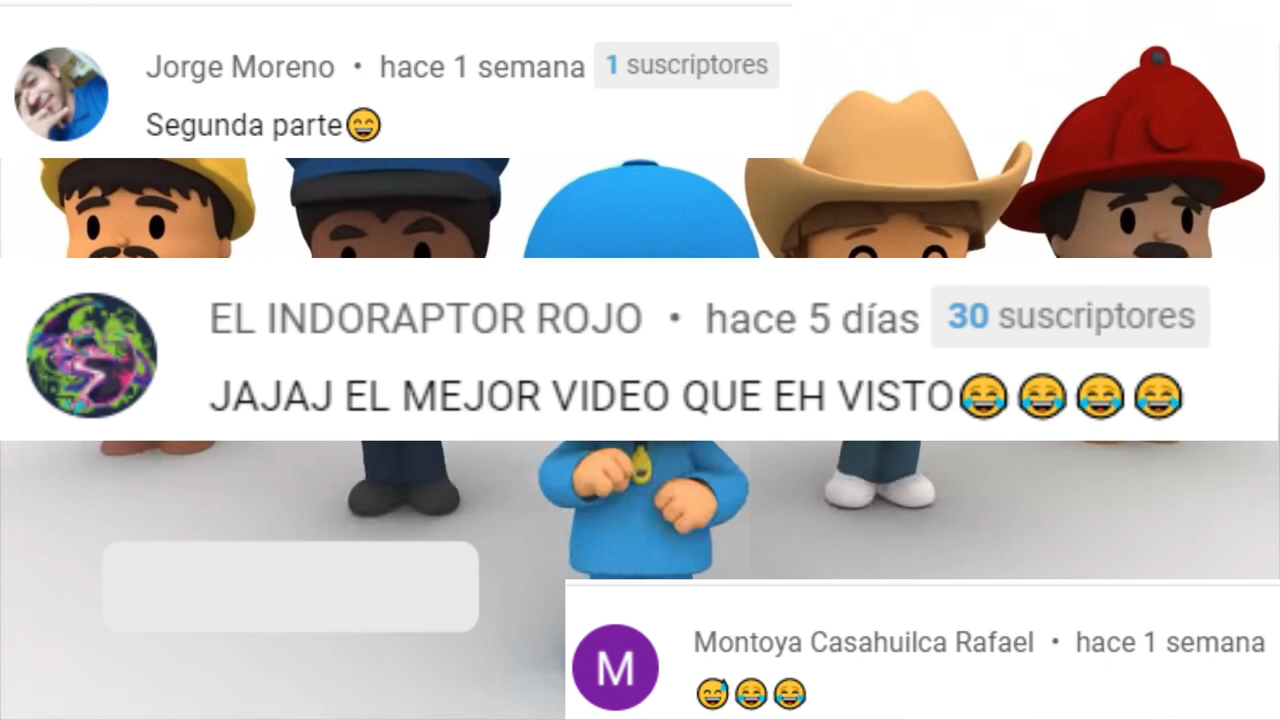 Jorge Moreno • hace 1 semana 1 suscriptores
Segunda parte😄
EL INDORAPTOR ROJO • hace 5 días 30 suscriptores
JAJAJ EL MEJOR VIDEO QUE EH VISTO😂😂😂😂
M
Montoya Casahuilca Rafael • hace 1 semana
😅😂😂